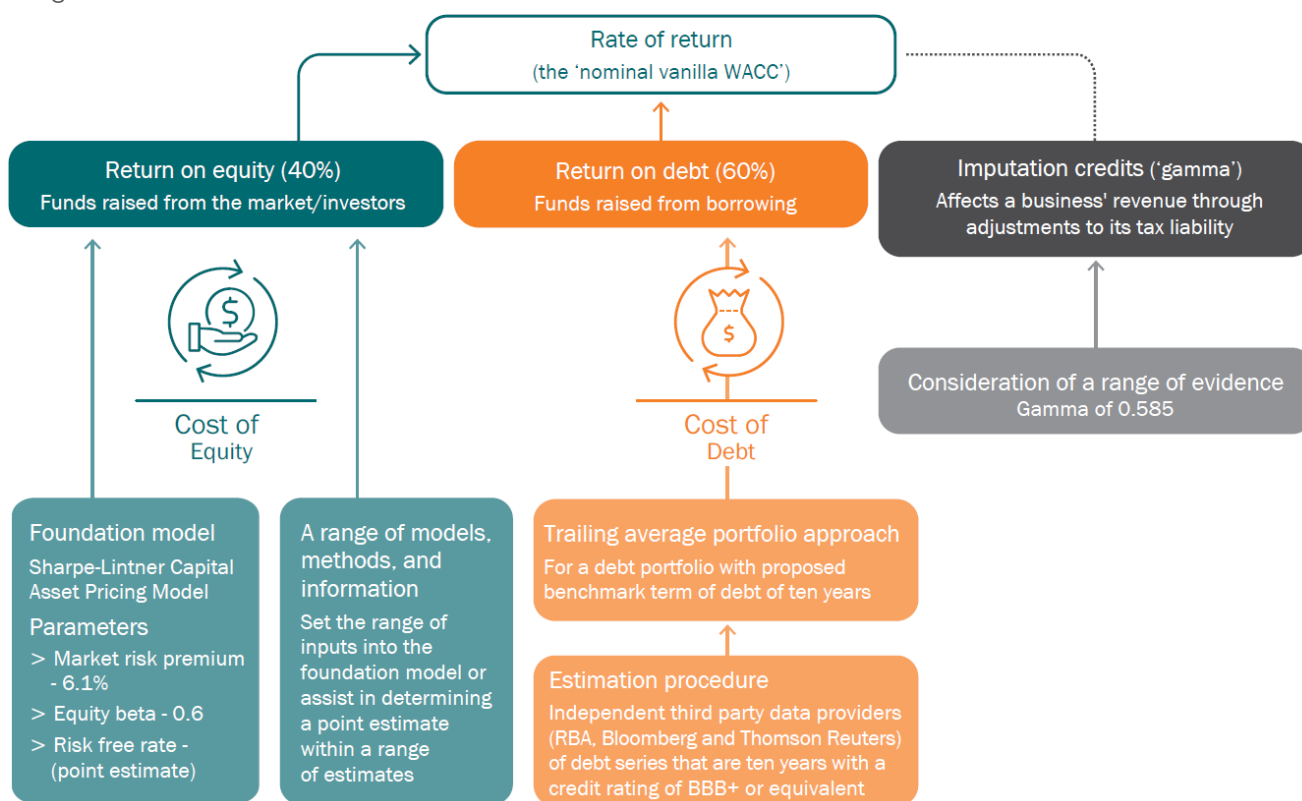 Rate of return
(the ‘nominal vanilla WACC’)
Return on equity (40%)
Funds raised from the market/investors
Return on debt (60%)
Funds raised from borrowing
Imputation credits (‘gamma’)
Affects a business' revenue through
adjustments to its tax liability
$
Cost of
Equity
$
Cost of
Debt
Consideration of a range of evidence
Gamma of 0.585
Foundation model
Sharpe-Lintner Capital
Asset Pricing Model
Parameters
> Market risk premium
- 6.1%
> Equity beta - 0.6
> Risk free rate -
(point estimate)
A range of models,
methods, and
information
Set the range of
inputs into the
foundation model or
assist in determining
a point estimate
within a range
of estimates
Trailing average portfolio approach
For a debt portfolio with proposed
benchmark term of debt of ten years
Estimation procedure
Independent third party data providers
(RBA, Bloomberg and Thomson Reuters)
of debt series that are ten years with a
credit rating of BBB+ or equivalent